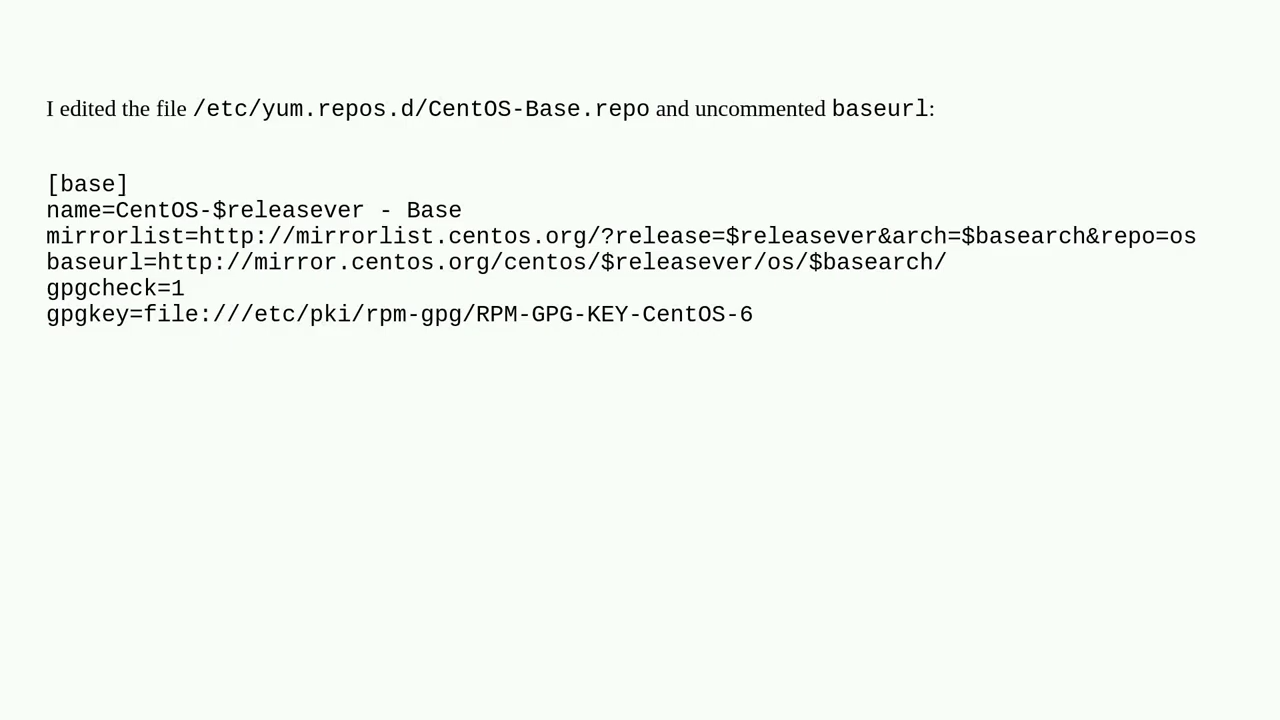 I edited the file /etc/yum.repos.d/CentOS-Base.repo and uncommented baseurl:
[base]
name=CentOS-$releasever - Base
mirrorlist=http://mirrorlist.centos.org/?release=$releasever&arch=$basearch&repo=os
baseurl=http://mirror.centos.org/centos/$releasever/os/$basearch/
gpgcheck=1
gpgkey=file:///etc/pki/rpm-gpg/RPM-GPG-KEY-CentOS-6